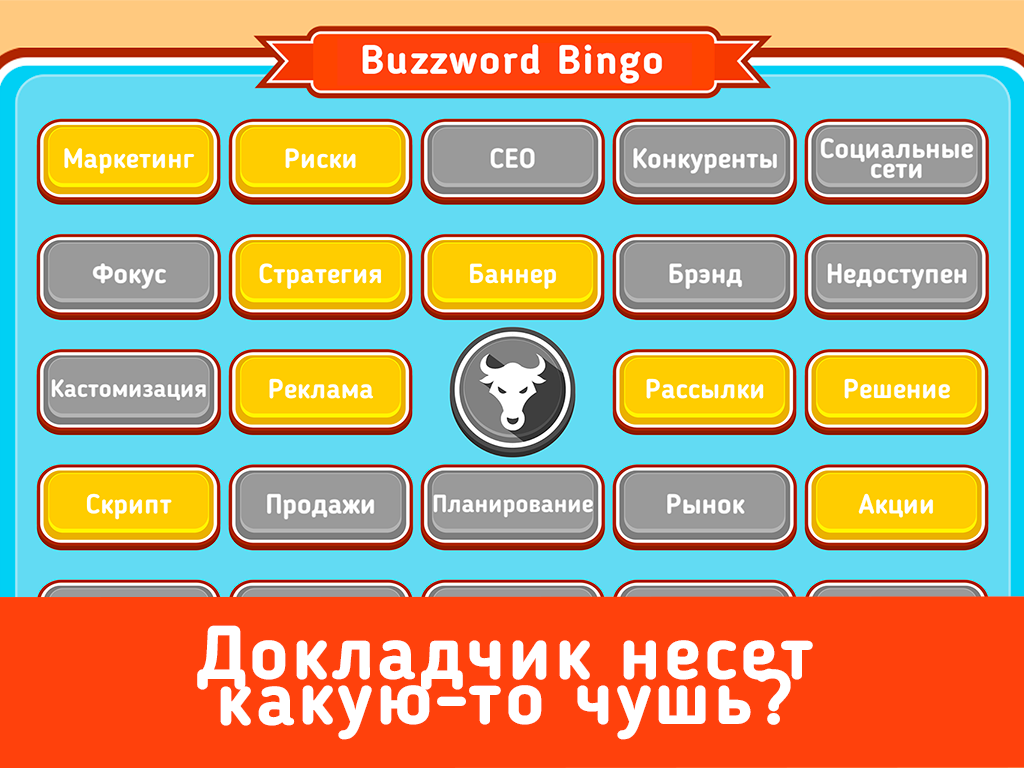 Buzzword Bingo
Маркетинг Риски CEO Конкуренты Социальные
сети
Фокус Стратегия Баннер Брэнд Недоступен
Кастомизация Реклама Рассылки Решение
Скрипт Продажи Планирование Рынок Акции
Докладчик несет
какую-то чушь?